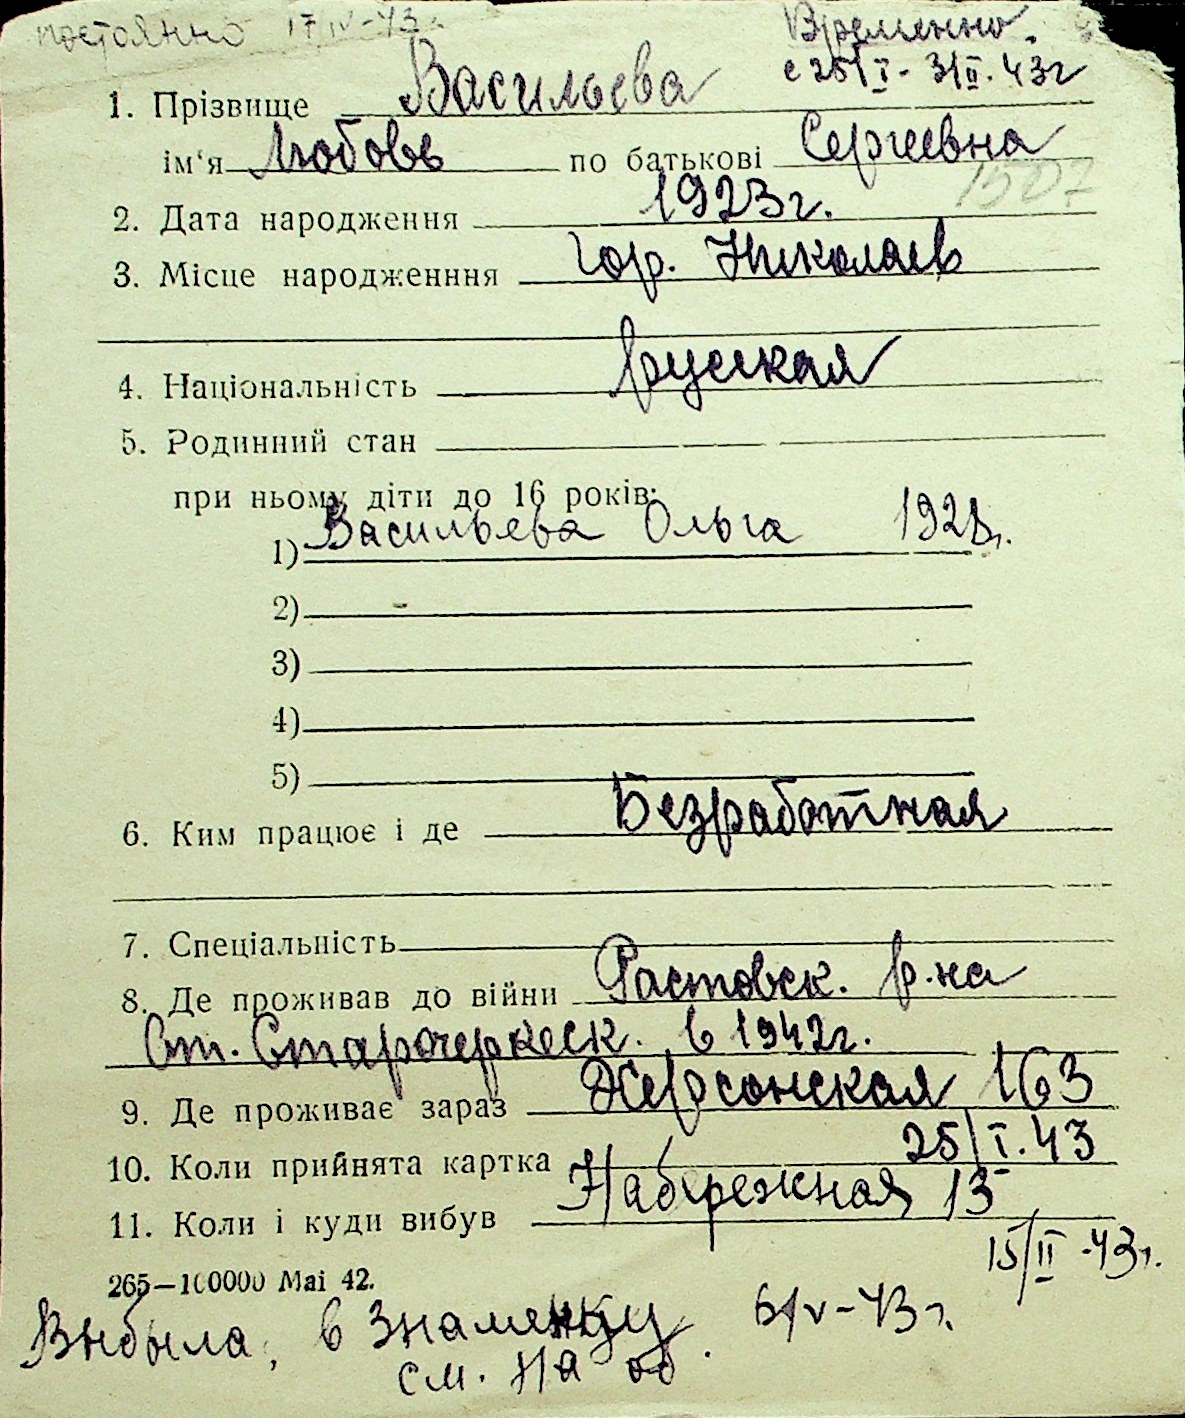 постоянно 17 IV-43г. Временно.
с 25/I - 3/II. 43г
1. Прізвище Васильева
ім‘я Любовь по батькові Сергеевна
1507
2. Дата народження 1923г.
3. Місце народженння гор. Николаев
4. Національність русская
5. Родинний стан
при ньому діти до 16 років:
1) Васильева Ольга 1928г.
2)
3)
4)
5)
6. Ким працює і де Безработная
7. Спеціальність
8. Де проживав до війни Растовск. р-на
Ст. Старочеркеск. в 1942г.
9. Де проживає зараз Херсонская 163
10. Коли прийнята картка 25/I. 43
11. Коли і куди вибув Набережная 13
15/II -43г.
265—100000 Mai 42.
Выбыла, в Знаменку 6/V-43г.
см. на об.